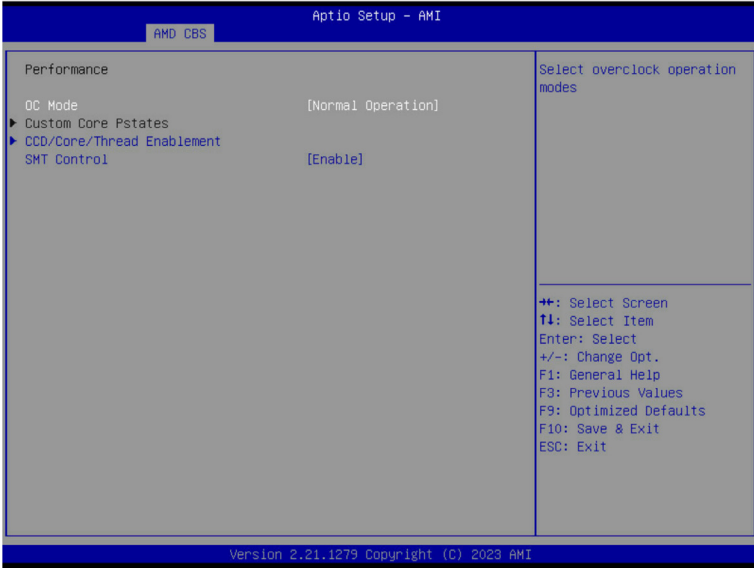 Aptio Setup – AMI
AMD CBS
Performance
OC Mode [Normal Operation]
Custom Core Pstates
CCD/Core/Thread Enablement
SMT Control [Enable]
Select overclock operation
modes
→←: Select Screen
↑↓: Select Item
Enter: Select
+/-: Change Opt.
F1: General Help
F3: Previous Values
F9: Optimized Defaults
F10: Save & Exit
ESC: Exit
Version 2.21.1279 Copyright (C) 2023 AMI